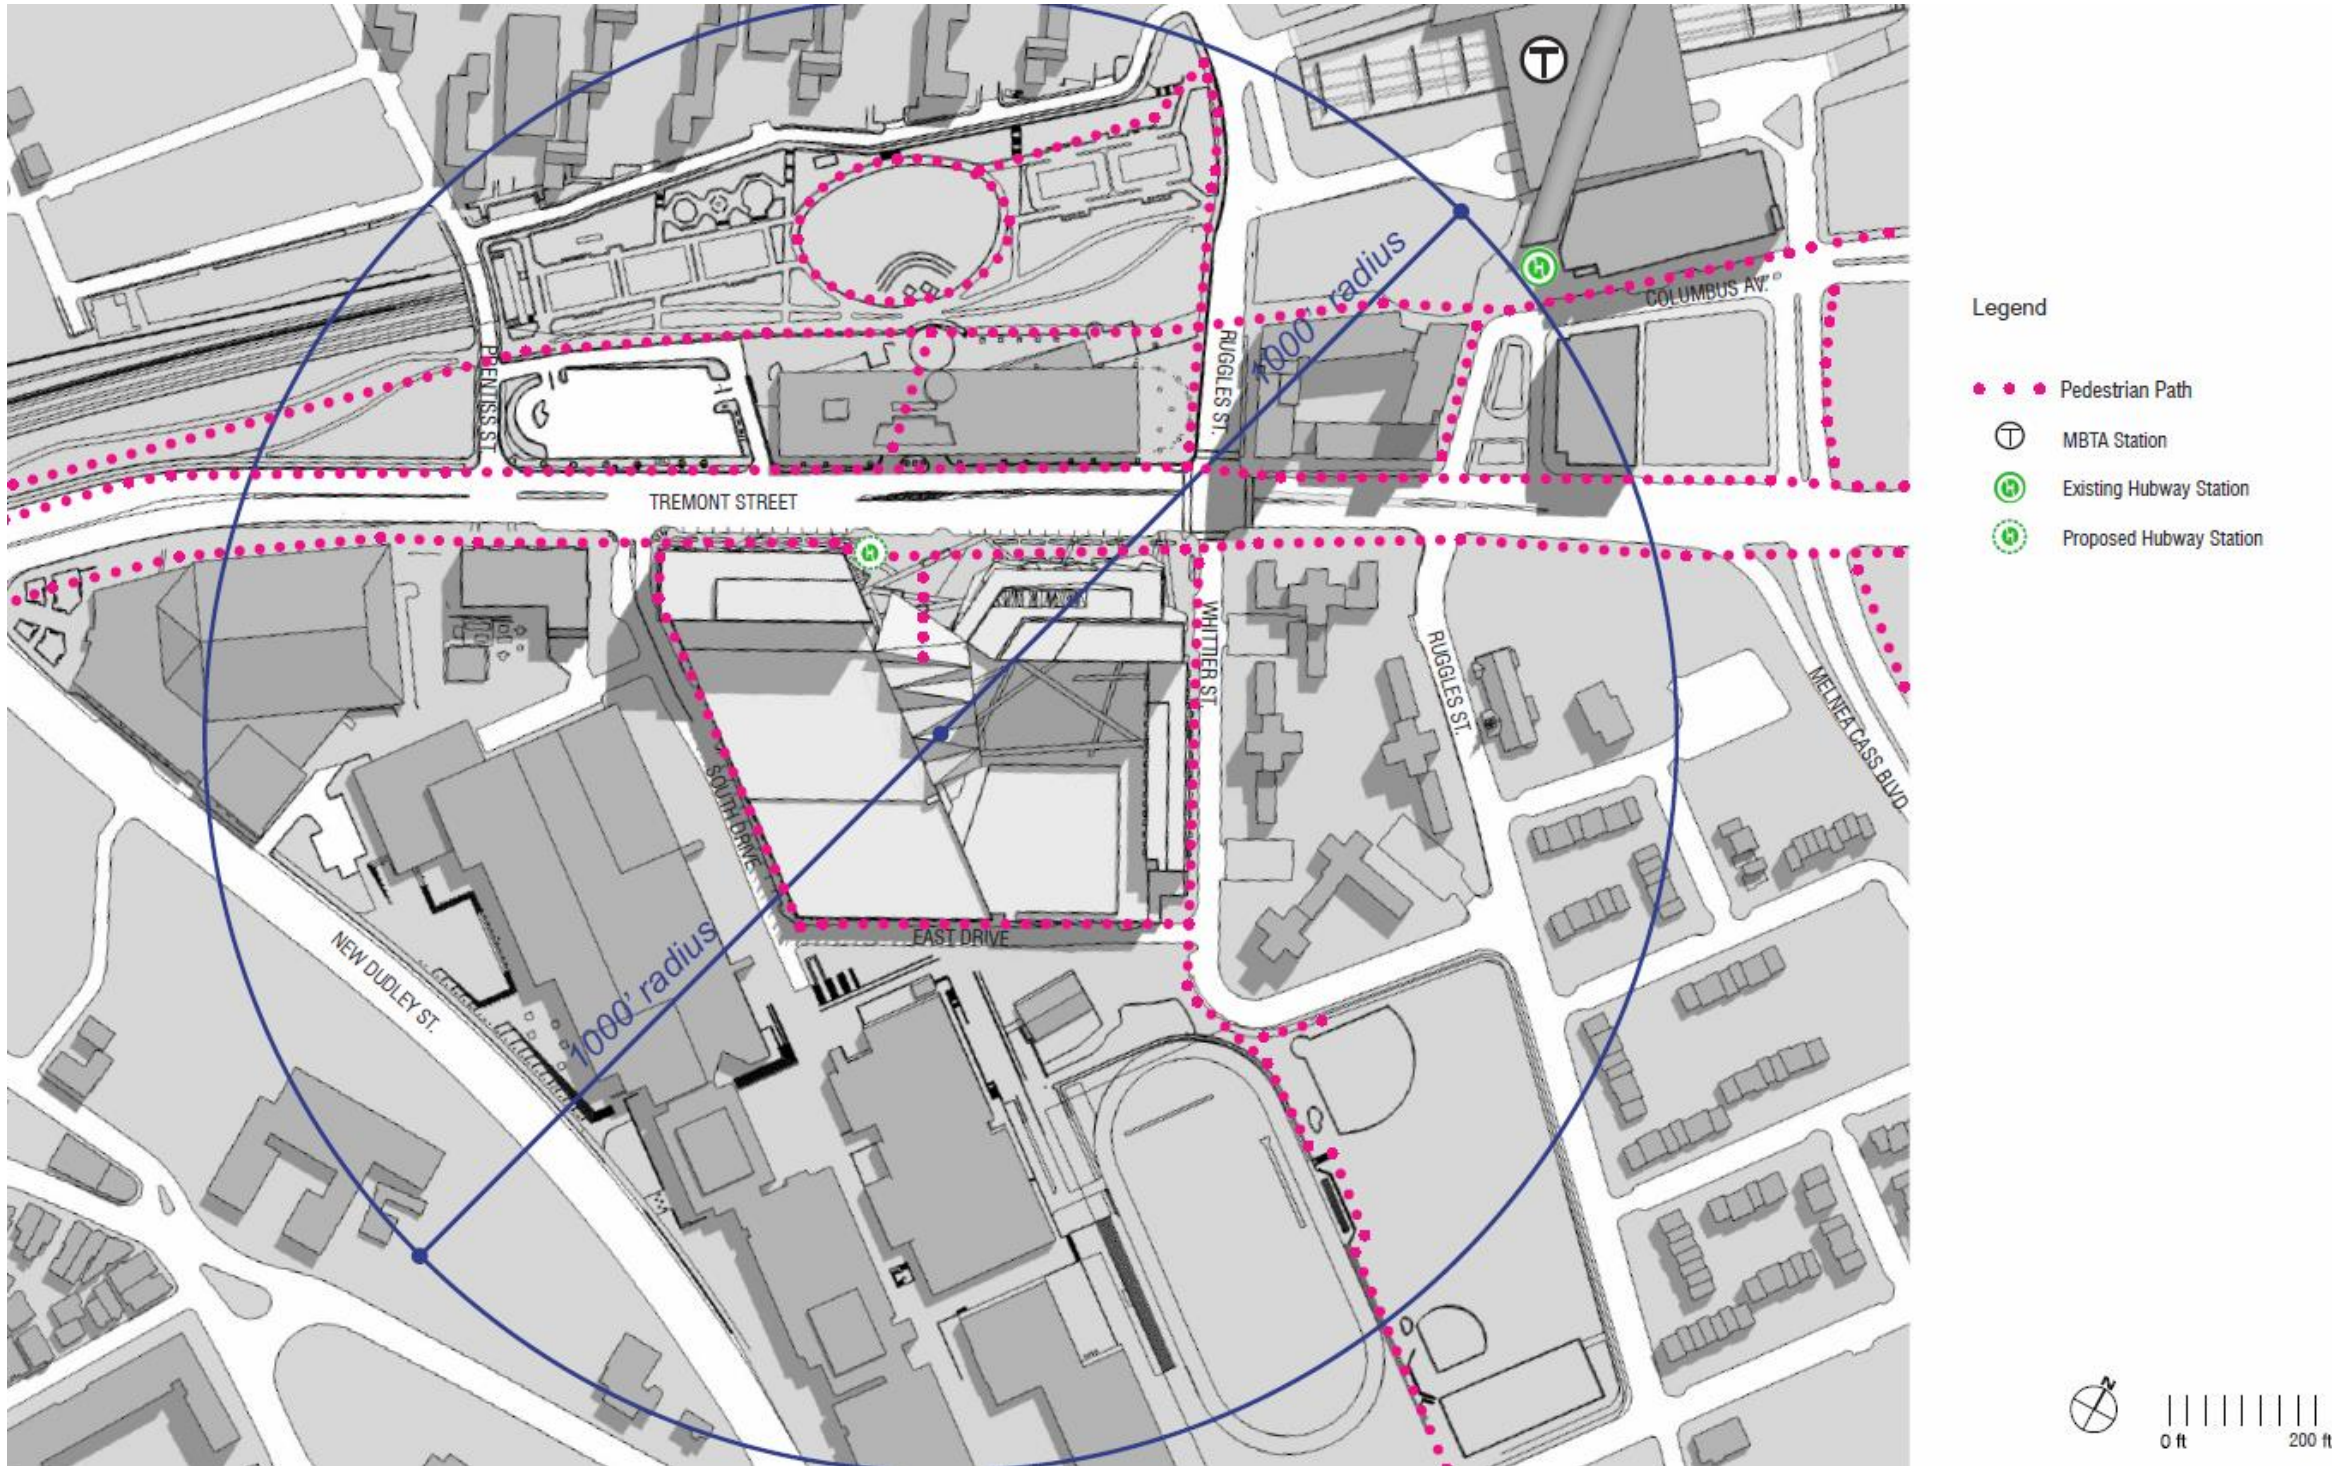 T
H
1000' radius
COLUMBUS AV.
RUGGLES ST.
PRENTISS ST.
TREMONT STREET
H
WHITTIER ST.
RUGGLES ST.
MELNEA CASS BLVD
SOUTH DRIVE
EAST DRIVE
1000' radius
NEW DUDLEY ST.
Legend
Pedestrian Path
T MBTA Station
H Existing Hubway Station
H Proposed Hubway Station
N
0 ft 200 ft